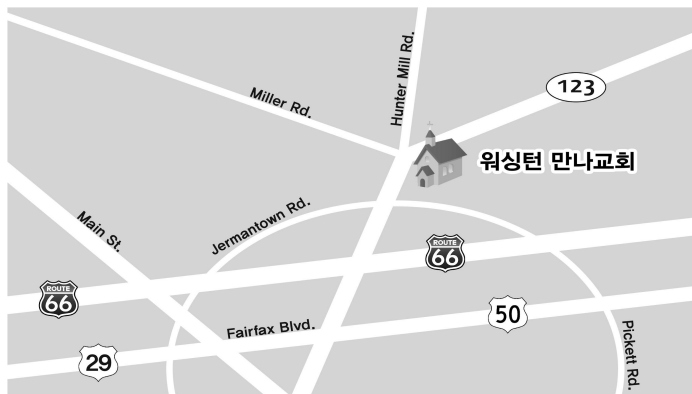 Hunter Mill Rd.
123
Miller Rd.
워싱턴 만나교회
Main St.
Jermantown Rd.
ROUTE
66
ROUTE
66
Fairfax Blvd.
50
29
Pickett Rd.